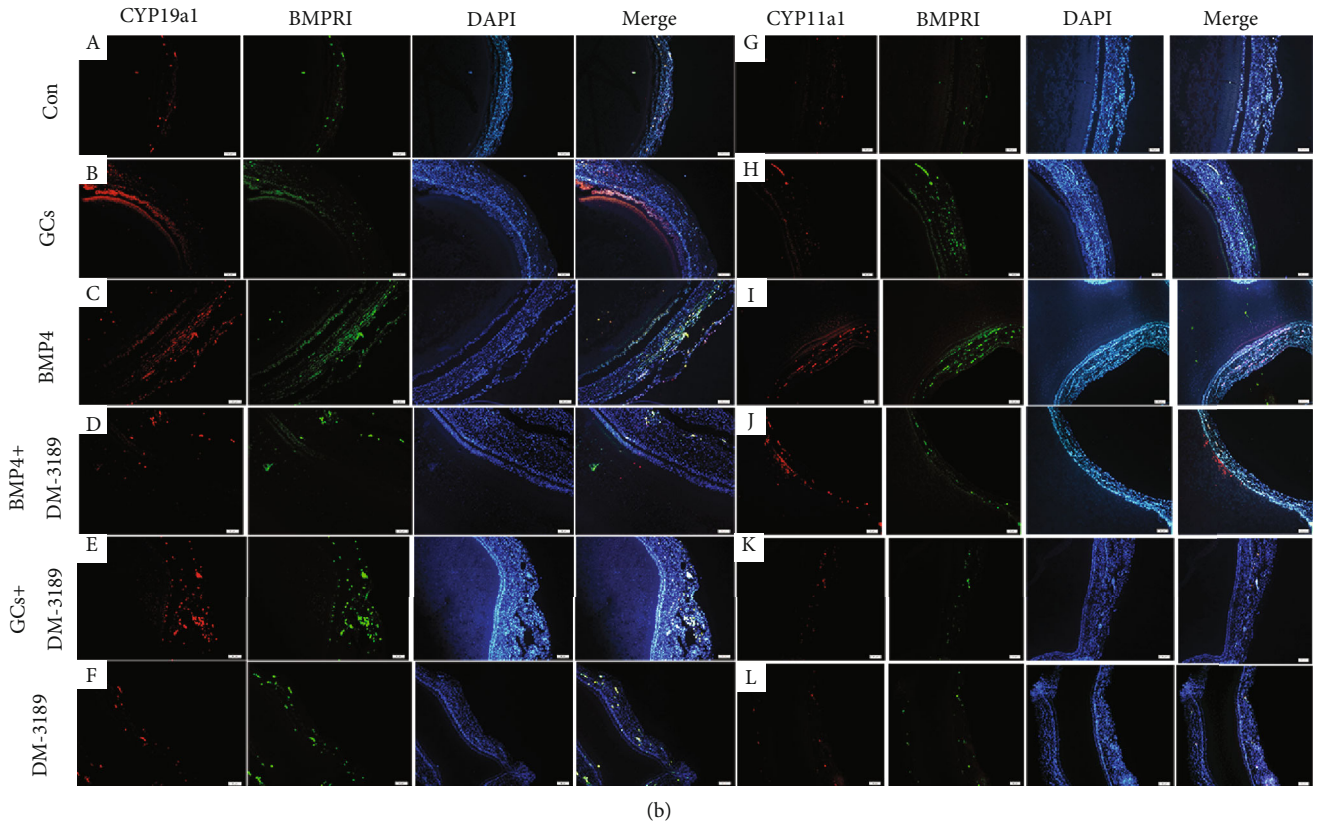 CYP19a1 BMPRI DAPI Merge CYP11a1 BMPRI DAPI Merge
Con A G
GCs B H
BMP4 C I
BMP4+ DM-3189 D J
GCs+ DM-3189 E K
DM-3189 F L
(b)